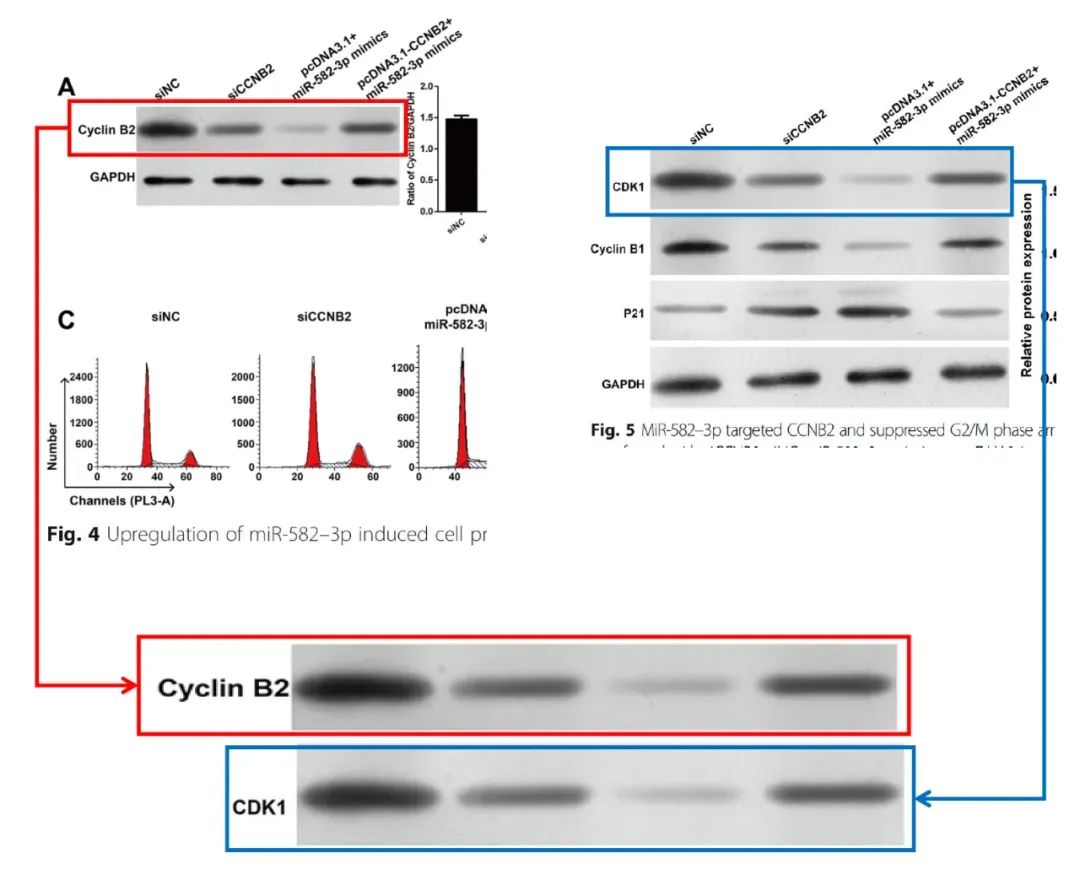 A
siNC
siCCNB2
pcDNA3.1+
miR-582-3p mimics
pcDNA3.1-CCNB2+
miR-582-3p mimics
Cyclin B2
GAPDH
Ratio of Cyclin B2/GAPDH
2.0
1.5
1.0
0.5
0.0
siNC
siNC
siCCNB2
pcDNA3.1+
miR-582-3p mimics
pcDNA3.1-CCNB2+
miR-582-3p mimics
CDK1
Cyclin B1
P21
GAPDH
Relative protein expression
C
siNC
siCCNB2
pcDNA
miR-582-3p
Number
2400
1800
1200
600
0
0 20 40 60 80
2000
1500
1000
500
0
0 20 40 60
1200
900
600
300
0
40
Channels (PL3-A)
Fig. 4 Upregulation of miR-582–3p induced cell pr
Fig. 5 MiR-582–3p targeted CCNB2 and suppressed G2/M phase arr
Cyclin B2
CDK1